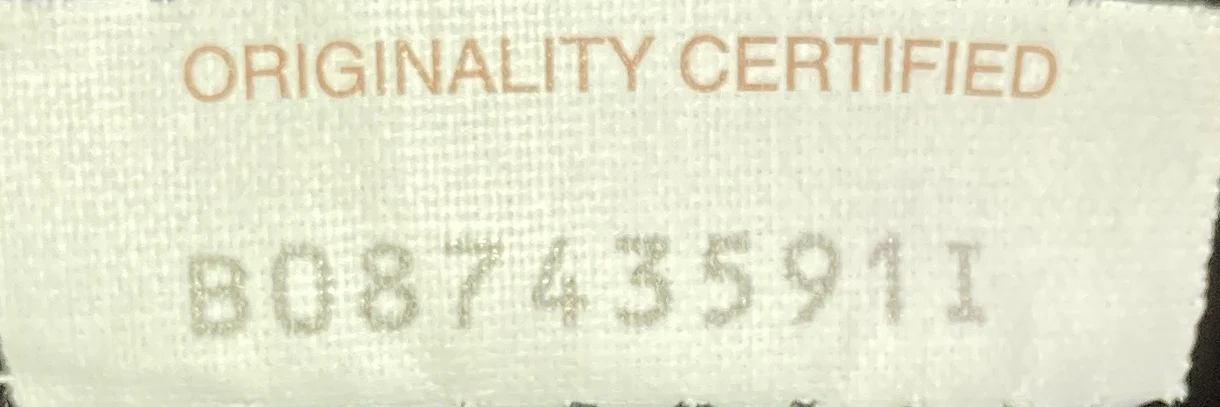 ORIGINALITY CERTIFIED
B08743591I